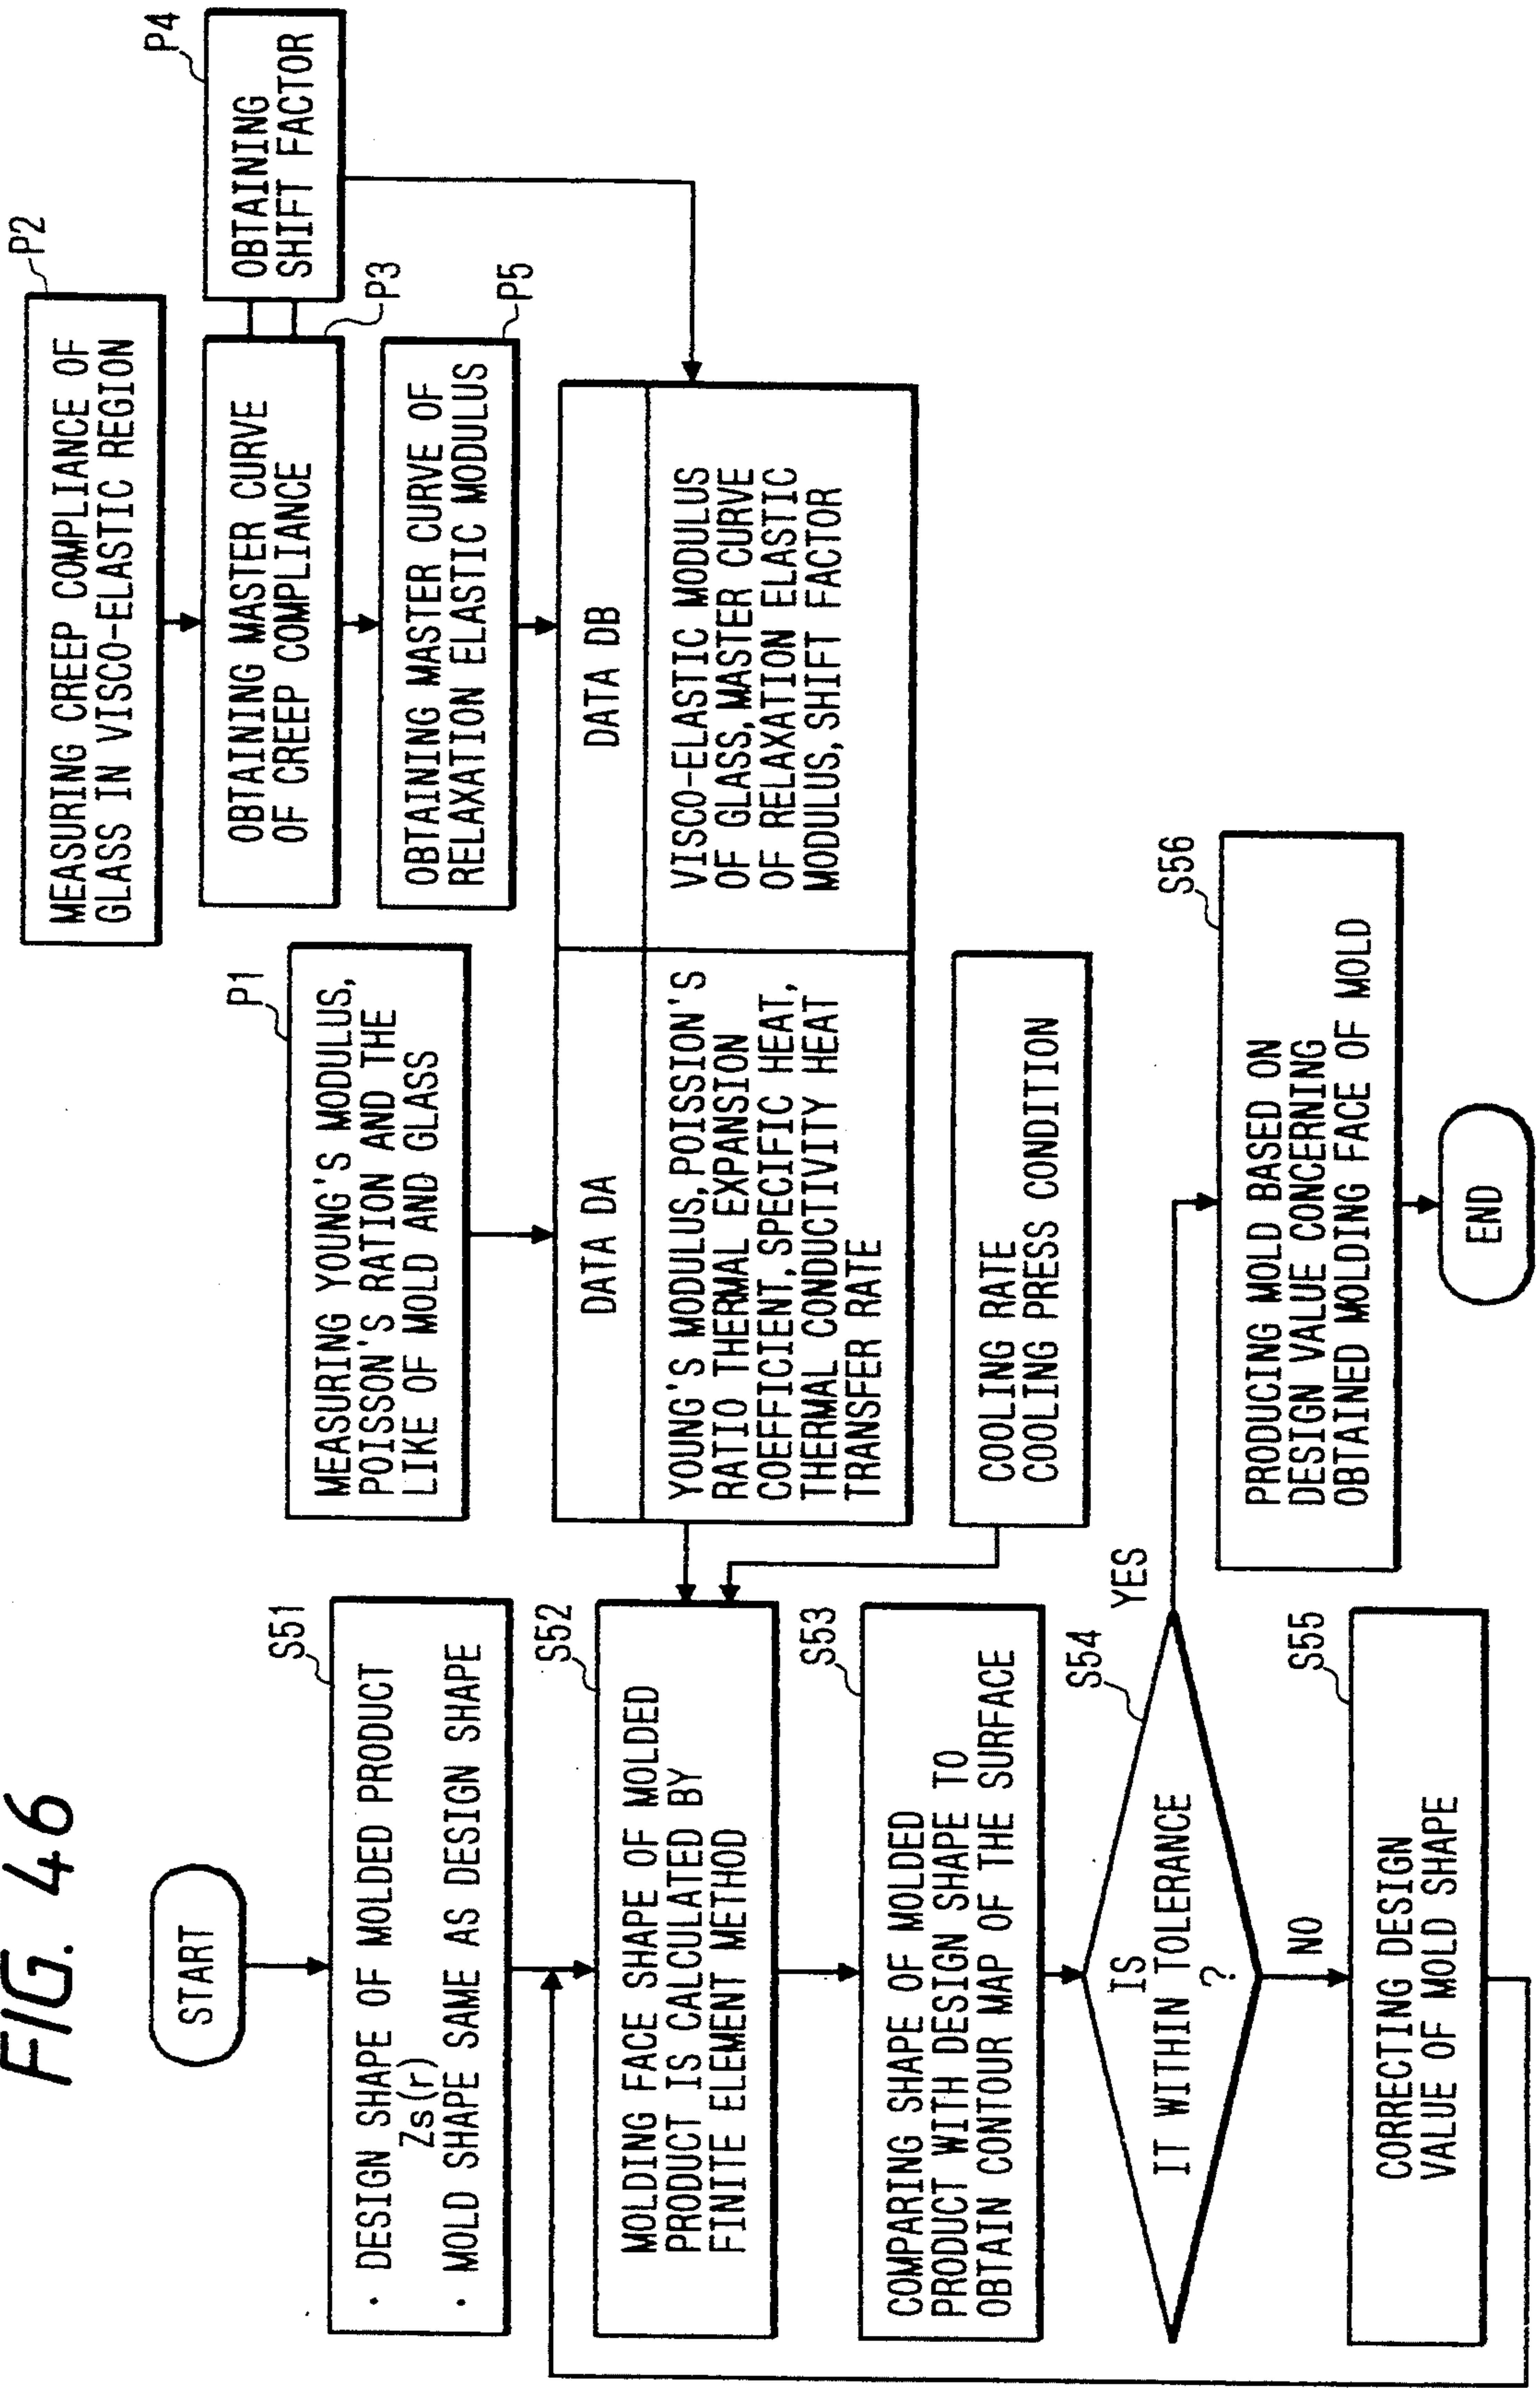 FIG. 46
START
S51
· DESIGN SHAPE OF MOLDED PRODUCT
Zs(r)
· MOLD SHAPE SAME AS DESIGN SHAPE
S52
MOLDING FACE SHAPE OF MOLDED
PRODUCT IS CALCULATED BY
FINITE ELEMENT METHOD
S53
COMPARING SHAPE OF MOLDED
PRODUCT WITH DESIGN SHAPE TO
OBTAIN CONTOUR MAP OF THE SURFACE
S54
IS
IT WITHIN TOLERANCE
?
YES
NO
S55
CORRECTING DESIGN
VALUE OF MOLD SHAPE
P1
MEASURING YOUNG'S MODULUS,
POISSON'S RATION AND THE
LIKE OF MOLD AND GLASS
P2
MEASURING CREEP COMPLIANCE OF
GLASS IN VISCO-ELASTIC REGION
P3
OBTAINING MASTER CURVE
OF CREEP COMPLIANCE
P4
OBTAINING
SHIFT FACTOR
P5
OBTAINING MASTER CURVE OF
RELAXATION ELASTIC MODULUS
DATA DA
YOUNG'S MODULUS, POISSION'S
RATIO THERMAL EXPANSION
COEFFICIENT, SPECIFIC HEAT,
THERMAL CONDUCTIVITY HEAT
TRANSFER RATE
DATA DB
VISCO-ELASTIC MODULUS
OF GLASS, MASTER CURVE
OF RELAXATION ELASTIC
MODULUS, SHIFT FACTOR
COOLING RATE
COOLING PRESS CONDITION
S56
PRODUCING MOLD BASED ON
DESIGN VALUE CONCERNING
OBTAINED MOLDING FACE OF MOLD
END